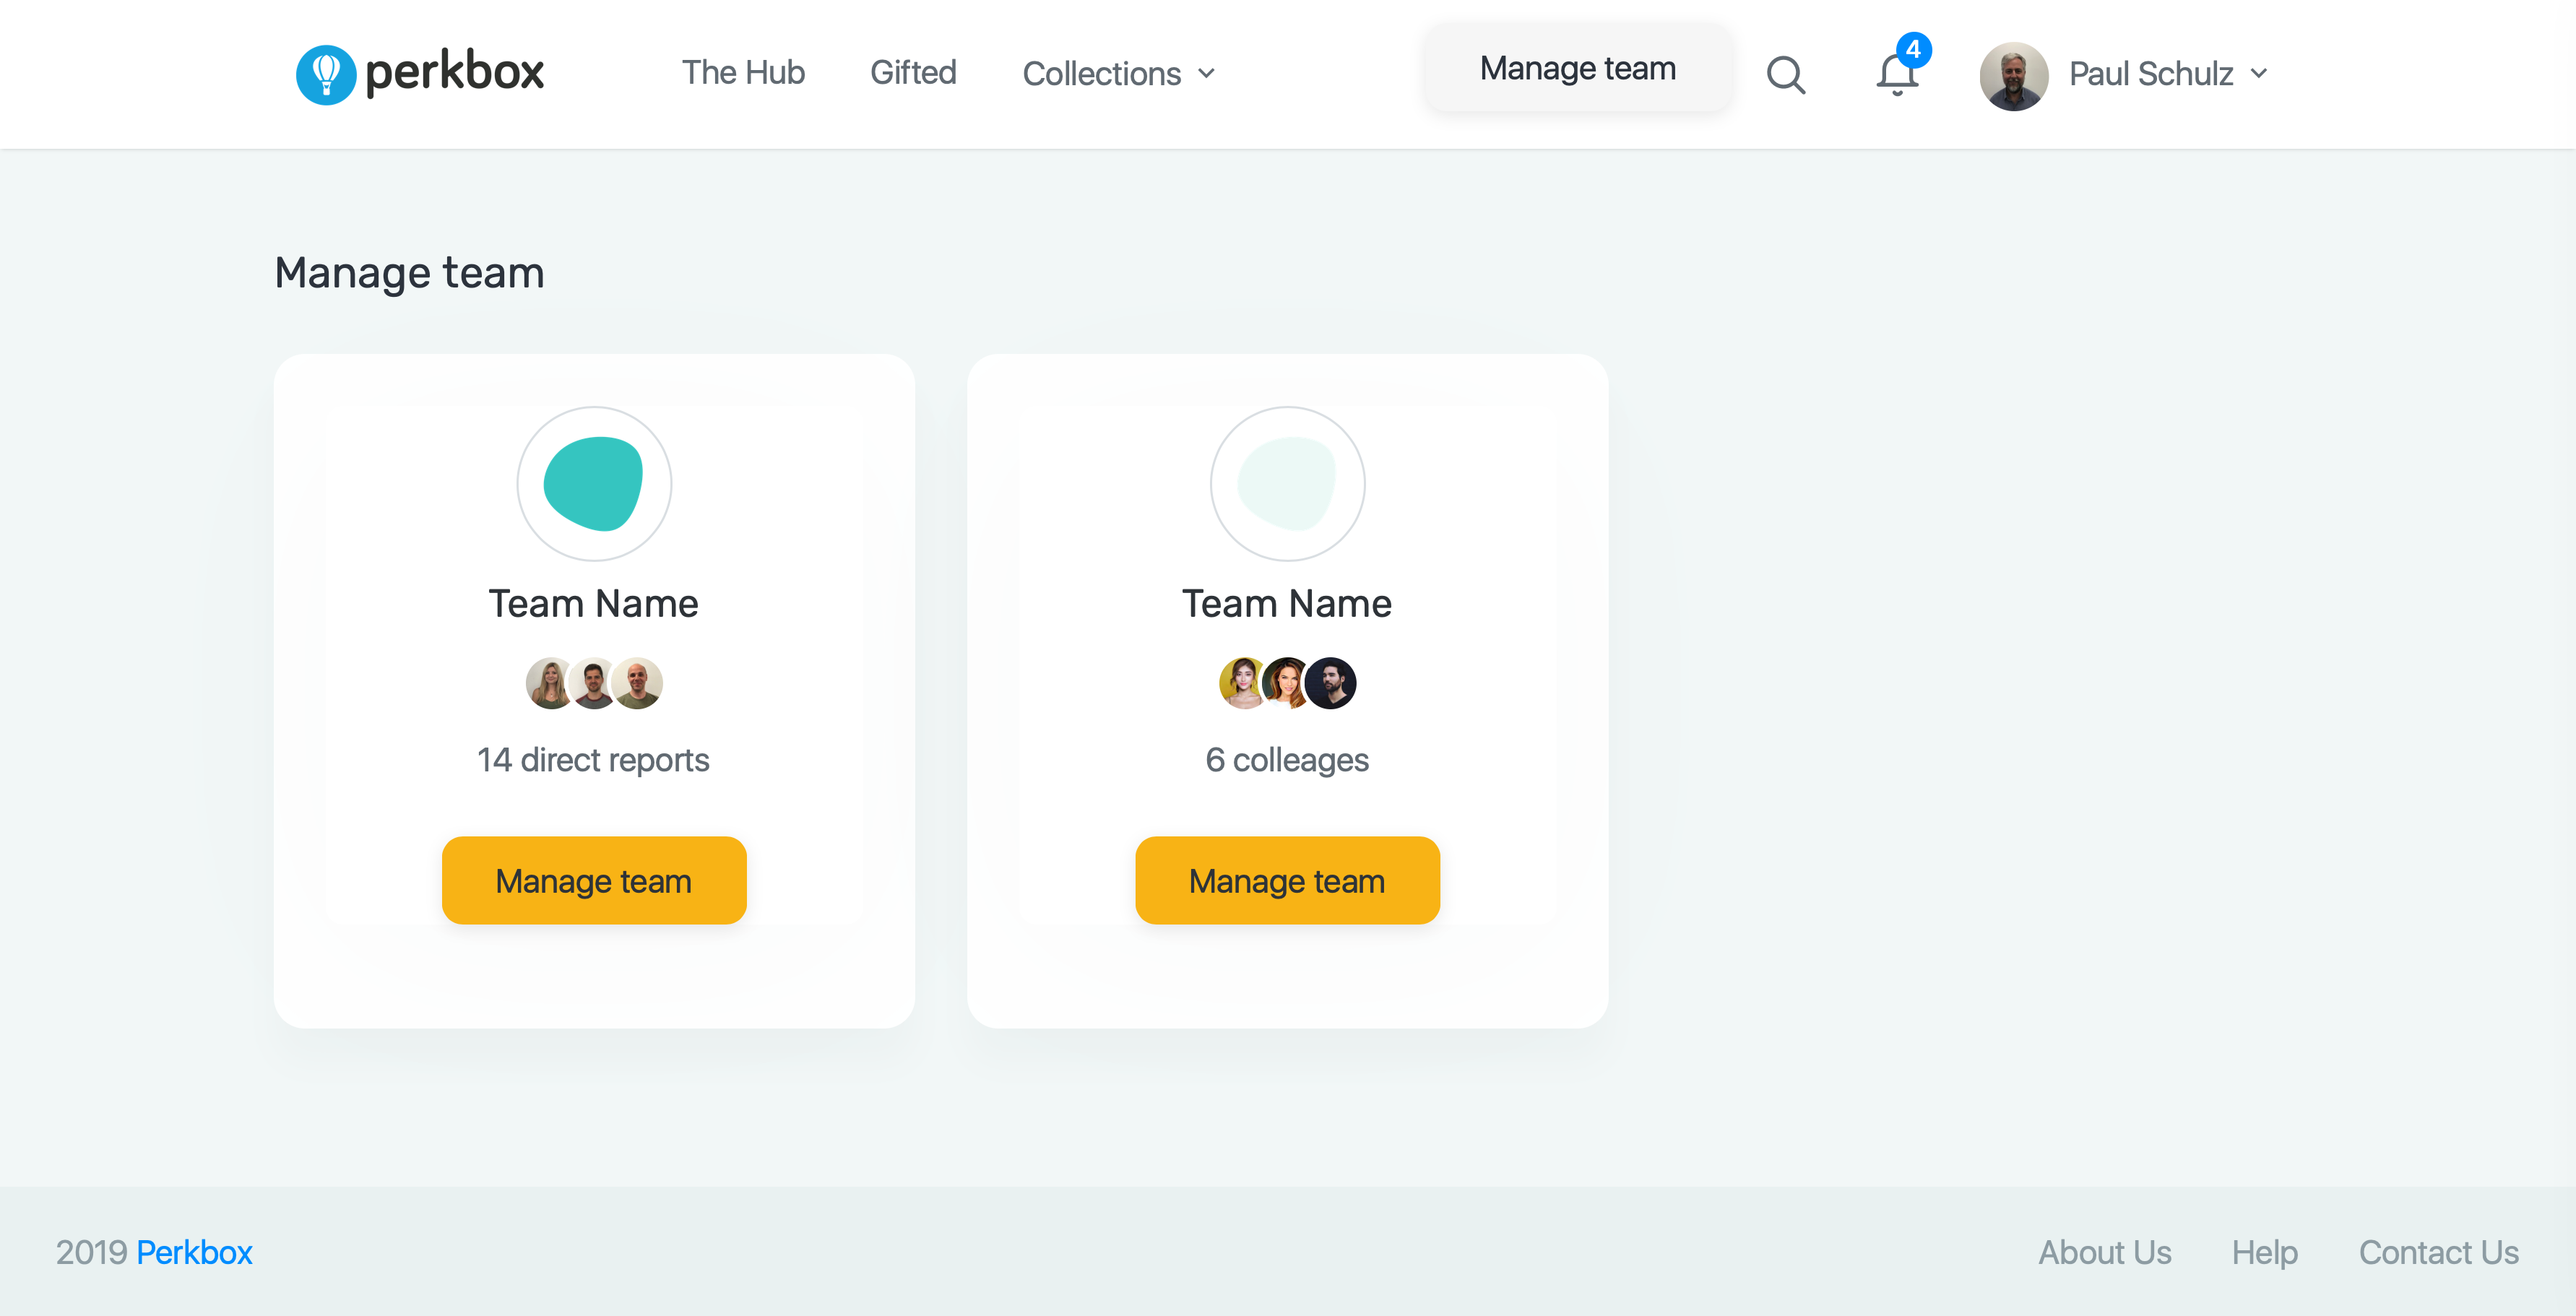 perkbox
The Hub
Gifted
Collections
Manage team
4
Paul Schulz
Manage team
Team Name
14 direct reports
Manage team
Team Name
6 colleages
Manage team
2019 Perkbox
About Us
Help
Contact Us